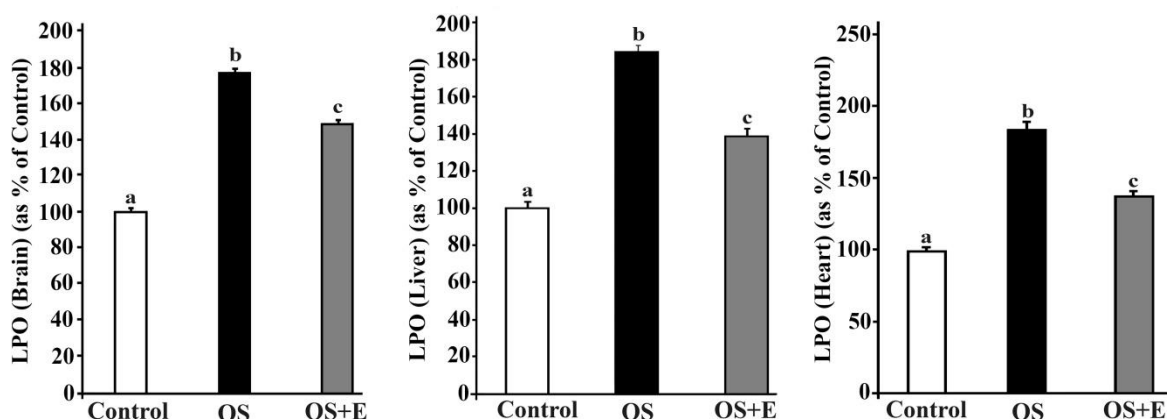 LPO (Brain) (as % of Control)
200
180
160
140
120
100
80
60
40
20
0
a
b
c
Control OS OS+E
LPO (Liver) (as % of Control)
200
180
160
140
120
100
80
60
40
20
0
a
b
c
Control OS OS+E
LPO (Heart) (as % of Control)
250
200
150
100
50
0
a
b
c
Control OS OS+E